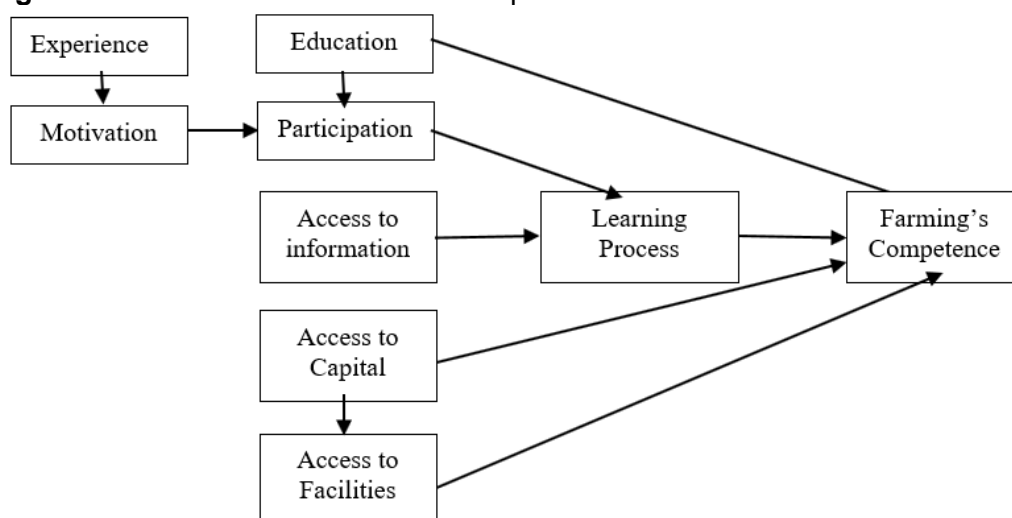 Experience
Education
Motivation
Participation
Access to
information
Learning
Process
Farming's
Competence
Access to
Capital
Access to
Facilities